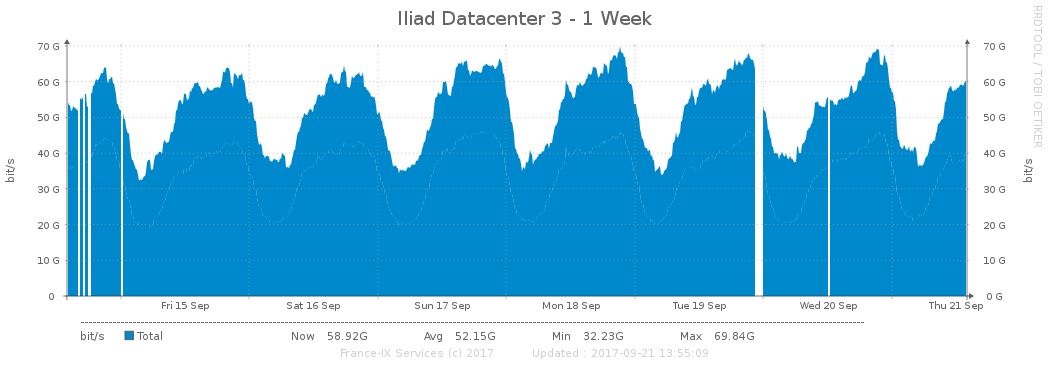 Iliad Datacenter 3 - 1 Week
RRDTOOL / TOBI OETIKER
70 G 70 G
60 G 60 G
50 G 50 G
40 G 40 G
30 G 30 G
20 G 20 G
10 G 10 G
0 0 G
bit/s bit/s
Fri 15 Sep Sat 16 Sep Sun 17 Sep Mon 18 Sep Tue 19 Sep Wed 20 Sep Thu 21 Sep
bit/s Total Now 58.92G Avg 52.15G Min 32.23G Max 69.84G
France-IX Services (c) 2017 Updated : 2017-09-21 13:55:09